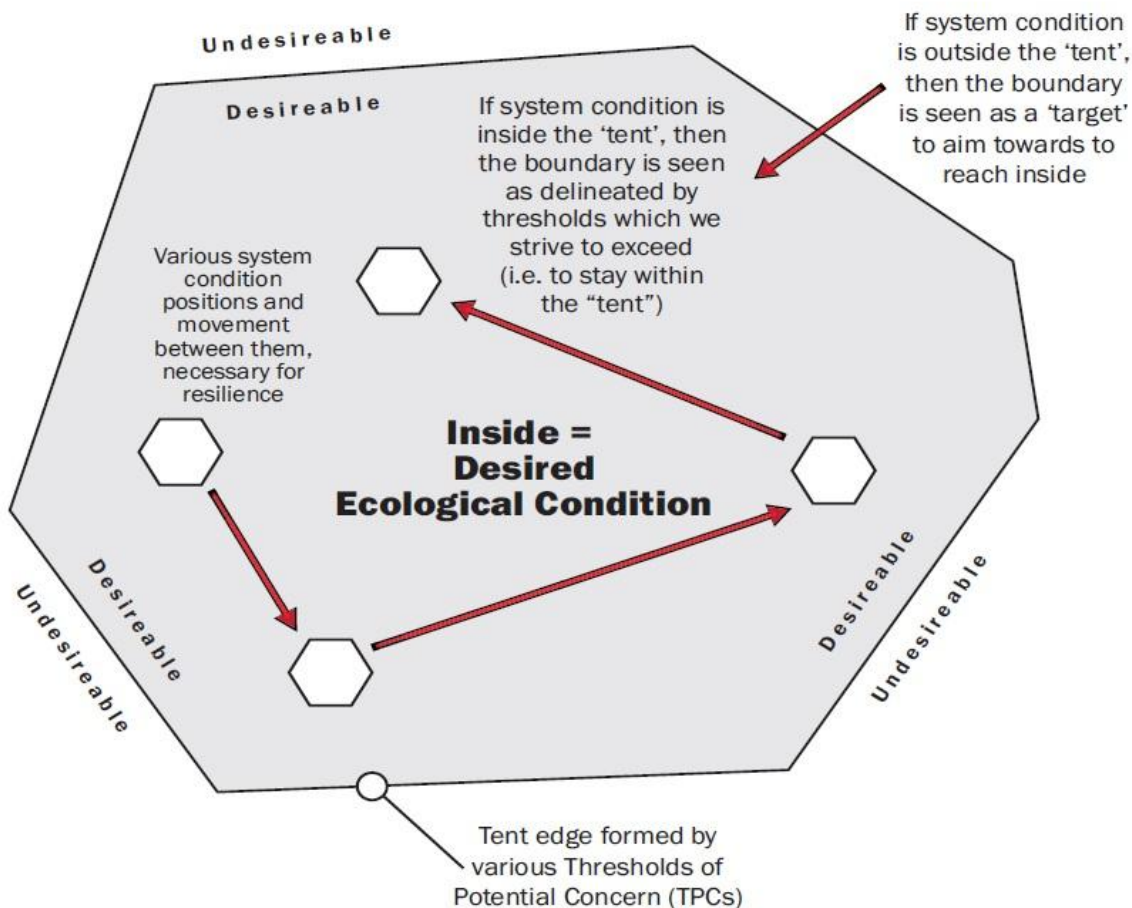 Undesireable
Desireable
If system condition
is outside the ‘tent’,
then the boundary
is seen as a ‘target’
to aim towards to
reach inside
If system condition is
inside the ‘tent’, then
the boundary is seen
as delineated by
thresholds which we
strive to exceed
(i.e. to stay within
the “tent”)
Various system
condition
positions and
movement
between them,
necessary for
resilience
Inside =
Desired
Ecological Condition
Desireable
Undesireable
Desireable
Undesireable
Tent edge formed by
various Thresholds of
Potential Concern (TPCs)